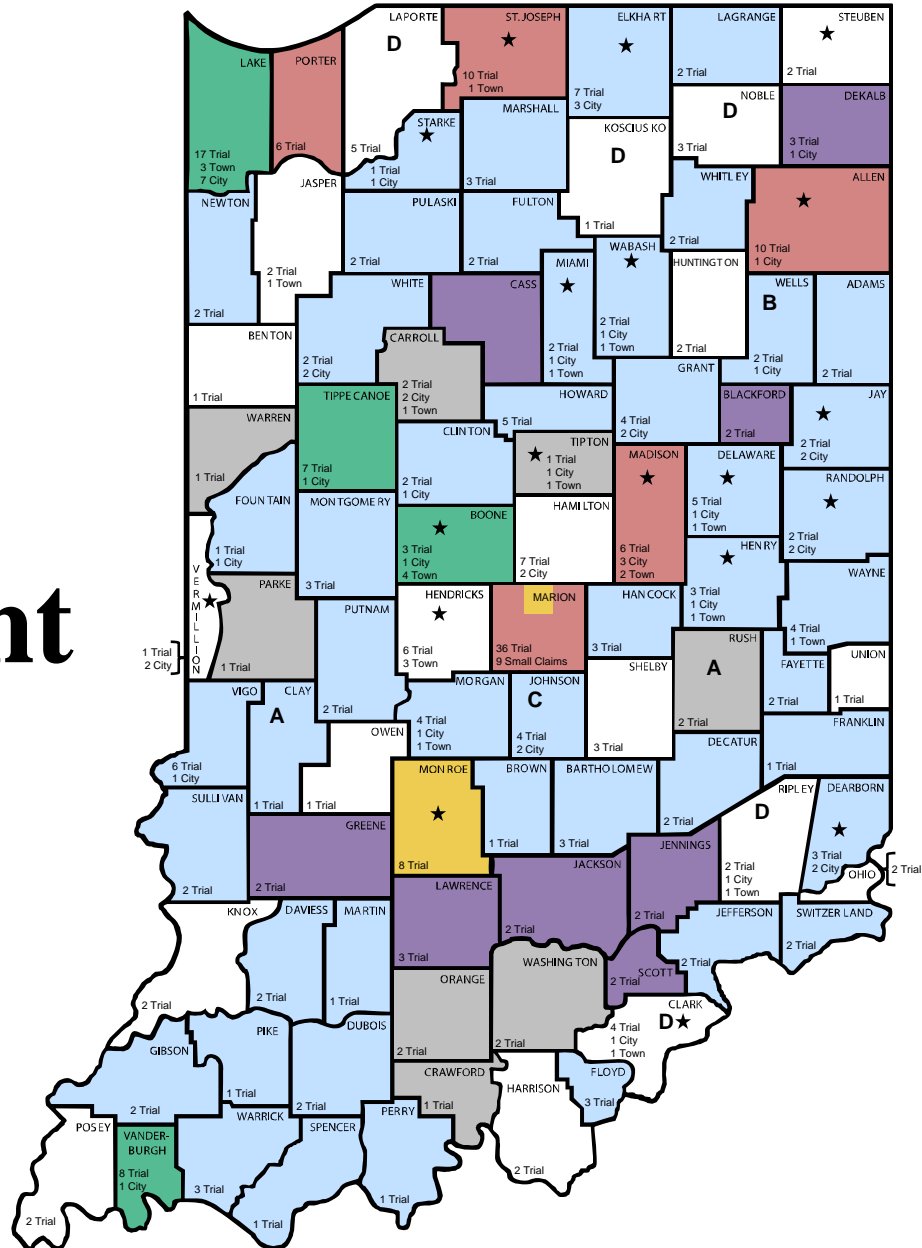 LAPORTE
D
5 Trial
ST. JOSEPH
10 Trial
1 Town
ELKHART
7 Trial
3 City
LAGRANGE
2 Trial
STEUBEN
2 Trial
LAKE
17 Trial
3 Town
7 City
PORTER
6 Trial
STARKE
1 Trial
1 City
MARSHALL
3 Trial
KOSCIUSKO
D
1 Trial
NOBLE
D
3 Trial
DEKALB
3 Trial
1 City
NEWTON
2 Trial
JASPER
2 Trial
1 Town
PULASKI
2 Trial
FULTON
2 Trial
WHITLEY
2 Trial
ALLEN
10 Trial
1 City
WHITE
2 Trial
2 City
CASS
MIAMI
2 Trial
1 City
1 Town
WABASH
2 Trial
1 City
1 Town
HUNTINGTON
2 Trial
WELLS
B
2 Trial
1 City
ADAMS
2 Trial
BENTON
1 Trial
CARROLL
2 Trial
2 City
1 Town
GRANT
4 Trial
2 City
WARREN
1 Trial
TIPPECANOE
7 Trial
1 City
HOWARD
5 Trial
BLACKFORD
2 Trial
JAY
2 Trial
2 City
CLINTON
2 Trial
1 City
TIPTON
1 Trial
1 City
1 Town
MADISON
6 Trial
3 City
2 Town
DELAWARE
5 Trial
1 City
1 Town
RANDOLPH
2 Trial
2 City
FOUNTAIN
1 Trial
1 City
MONTGOMERY
3 Trial
BOONE
3 Trial
1 City
4 Town
HAMILTON
7 Trial
2 City
HENRY
3 Trial
1 City
1 Town
WAYNE
4 Trial
1 Town
nt
VERMILLION
1 Trial
2 City
PARKE
1 Trial
PUTNAM
2 Trial
HENDRICKS
6 Trial
3 Town
MARION
36 Trial
9 Small Claims
HANCOCK
3 Trial
RUSH
A
2 Trial
FAYETTE
2 Trial
UNION
1 Trial
VIGO
6 Trial
1 City
CLAY
A
1 Trial
OWEN
1 Trial
MORGAN
4 Trial
1 City
1 Town
JOHNSON
C
4 Trial
2 City
SHELBY
3 Trial
DECATUR
2 Trial
FRANKLIN
1 Trial
SULLIVAN
2 Trial
GREENE
2 Trial
MONROE
8 Trial
BROWN
1 Trial
BARTHOLOMEW
3 Trial
JENNINGS
2 Trial
RIPLEY
D
2 Trial
1 City
1 Town
DEARBORN
3 Trial
2 City
OHIO
2 Trial
KNOX
2 Trial
DAVIESS
2 Trial
MARTIN
1 Trial
LAWRENCE
3 Trial
JACKSON
2 Trial
JEFFERSON
2 Trial
SWITZERLAND
2 Trial
ORANGE
2 Trial
WASHINGTON
2 Trial
SCOTT
2 Trial
CLARK
D
4 Trial
1 City
1 Town
GIBSON
2 Trial
PIKE
1 Trial
DUBOIS
2 Trial
CRAWFORD
1 Trial
HARRISON
2 Trial
FLOYD
3 Trial
POSEY
2 Trial
VANDER-
BURGH
8 Trial
1 City
WARRICK
3 Trial
SPENCER
1 Trial
PERRY
1 Trial